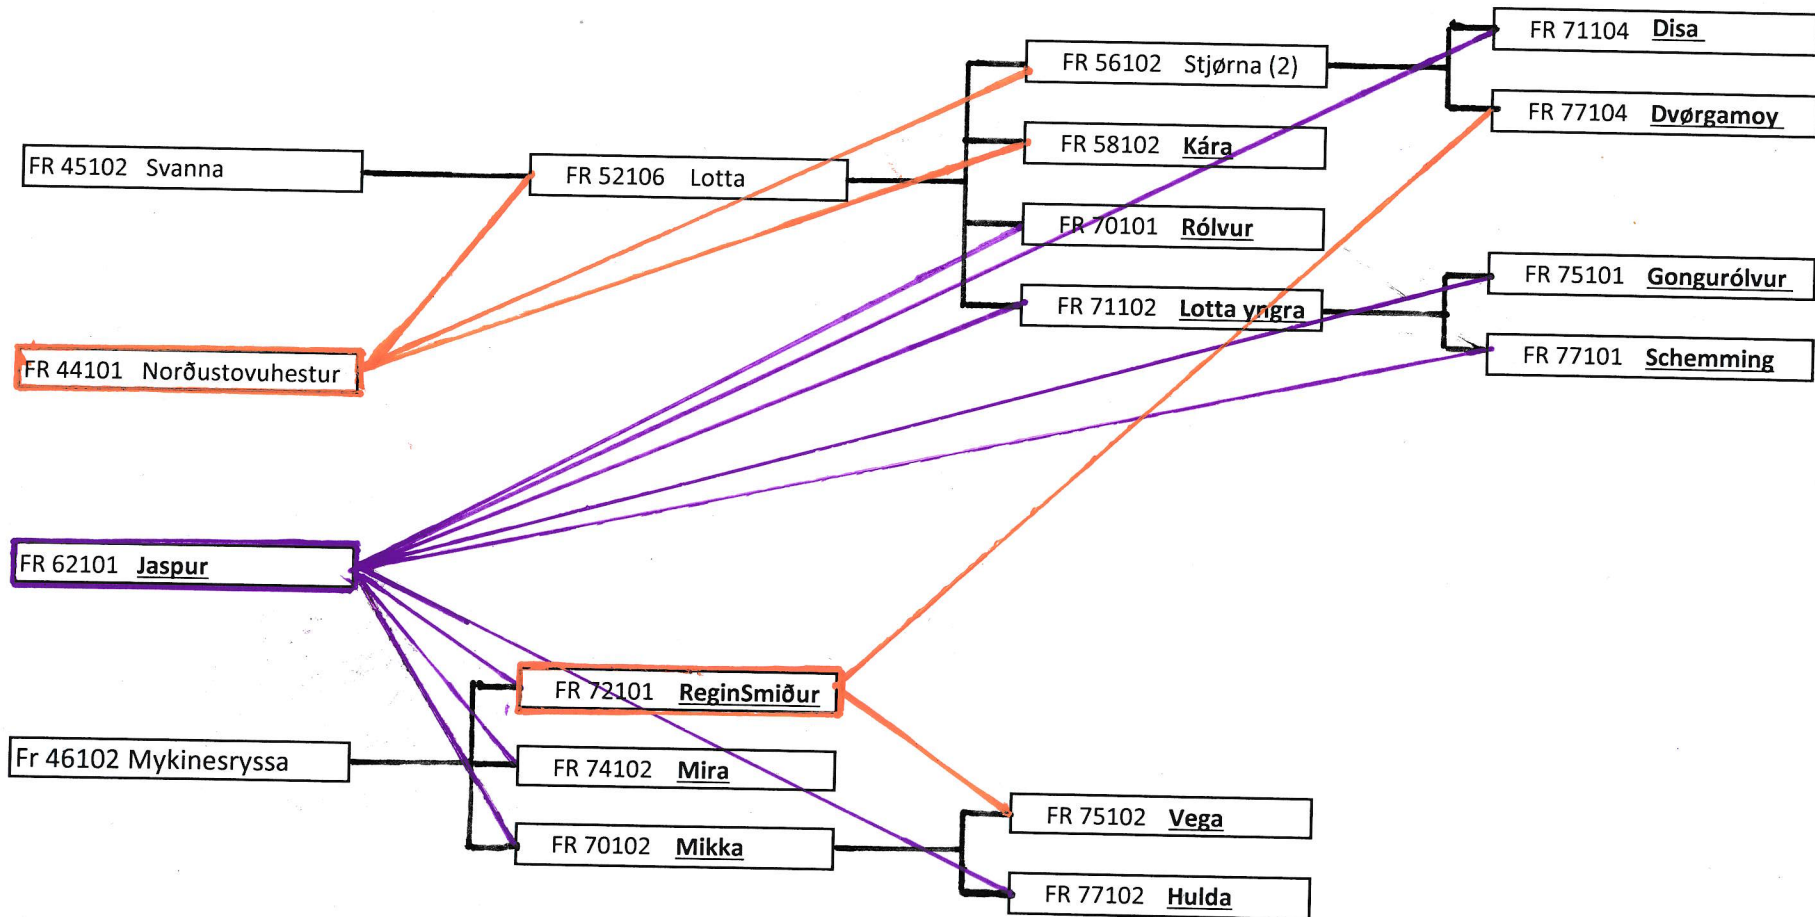 FR 71104 Disa
FR 56102 Stjørna (2)
FR 77104 Dvørgamoy
FR 58102 Kára
FR 45102 Svanna
FR 52106 Lotta
FR 70101 Rólvur
FR 75101 Gongurólvur
FR 71102 Lotta yngra
FR 77101 Schemming
FR 44101 Norðustovuhestur
FR 62101 Jaspur
FR 72101 ReginSmiður
Fr 46102 Mykinesryssa
FR 74102 Mira
FR 75102 Vega
FR 70102 Mikka
FR 77102 Hulda